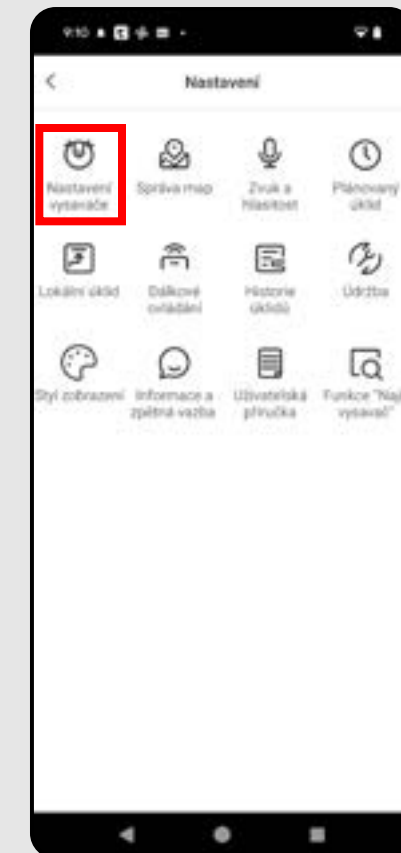 9:10
Nastavení
Nastavení
vysavače
Správa map
Zvuk a
hlasitost
Plánovaný
úklid
Lokální úklid
Dálkové
ovládání
Historie
úklidů
Údržba
Styl zobrazení
Informace a
zpětná vazba
Uživatelská
příručka
Funkce "Najdi
vysavač"